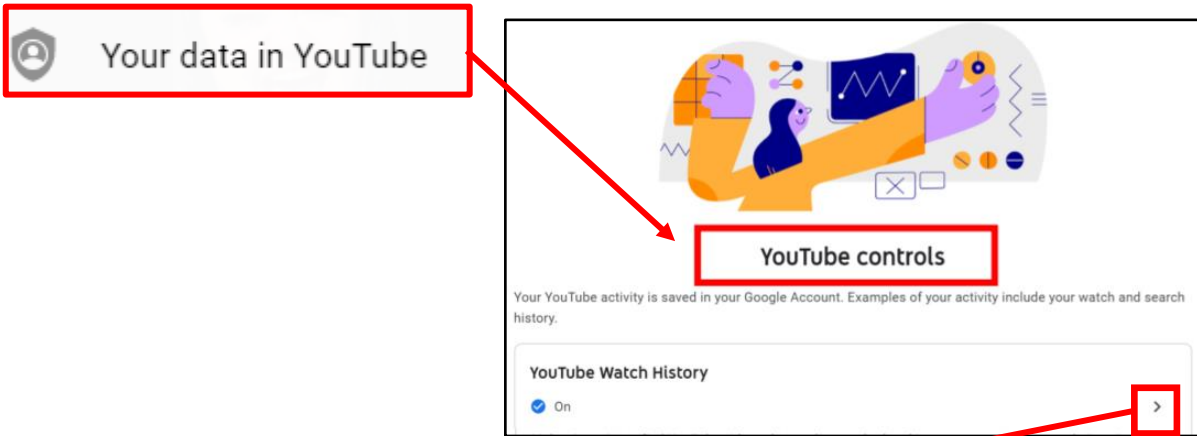 Your data in YouTube
YouTube controls
Your YouTube activity is saved in your Google Account. Examples of your activity include your watch and search
history.
YouTube Watch History
On